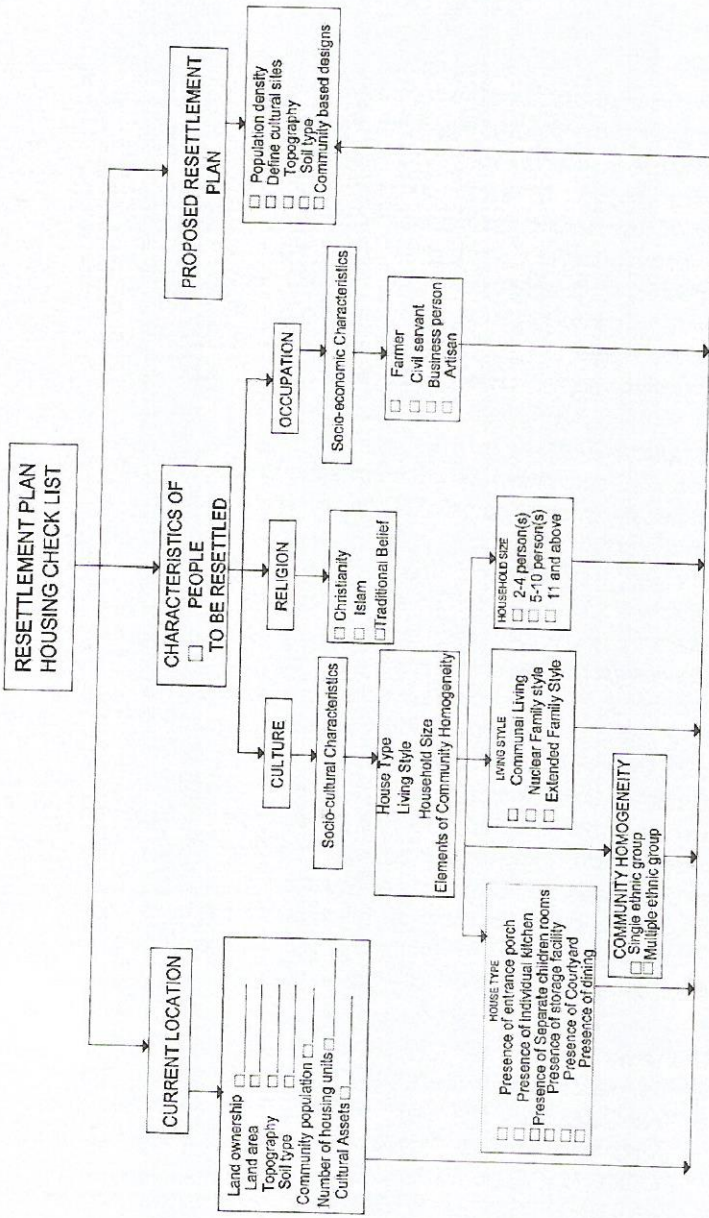 RESETTLEMENT PLAN
HOUSING CHECK LIST
CURRENT LOCATION
Land ownership
Land area
Topography
Soil type
Community population
Number of housing units
Cultural Assets
CHARACTERISTICS OF
PEOPLE
TO BE RESETTLED
CULTURE
Socio-cultural Characteristics
House Type
Living Style
Household Size
Elements of Community Homogeneity
HOUSE TYPE
Presence of entrance porch
Presence of Individual kitchen
Presence of Separate children rooms
Presence of storage facility
Presence of Courtyard
Presence of dining
COMMUNITY HOMOGENEITY
Single ethnic group
Multiple ethnic group
LIVING STYLE
Communal Living
Nuclear Family style
Extended Family Style
HOUSEHOLD SIZE
2-4 person(s)
5-10 person(s)
11 and above
RELIGION
Christianity
Islam
Traditional Belief
OCCUPATION
Socio-economic Characteristics
Farmer
Civil servant
Business person
Artisan
PROPOSED RESETTLEMENT
PLAN
Population density
Define cultural sites
Topography
Soil type
Community based designs